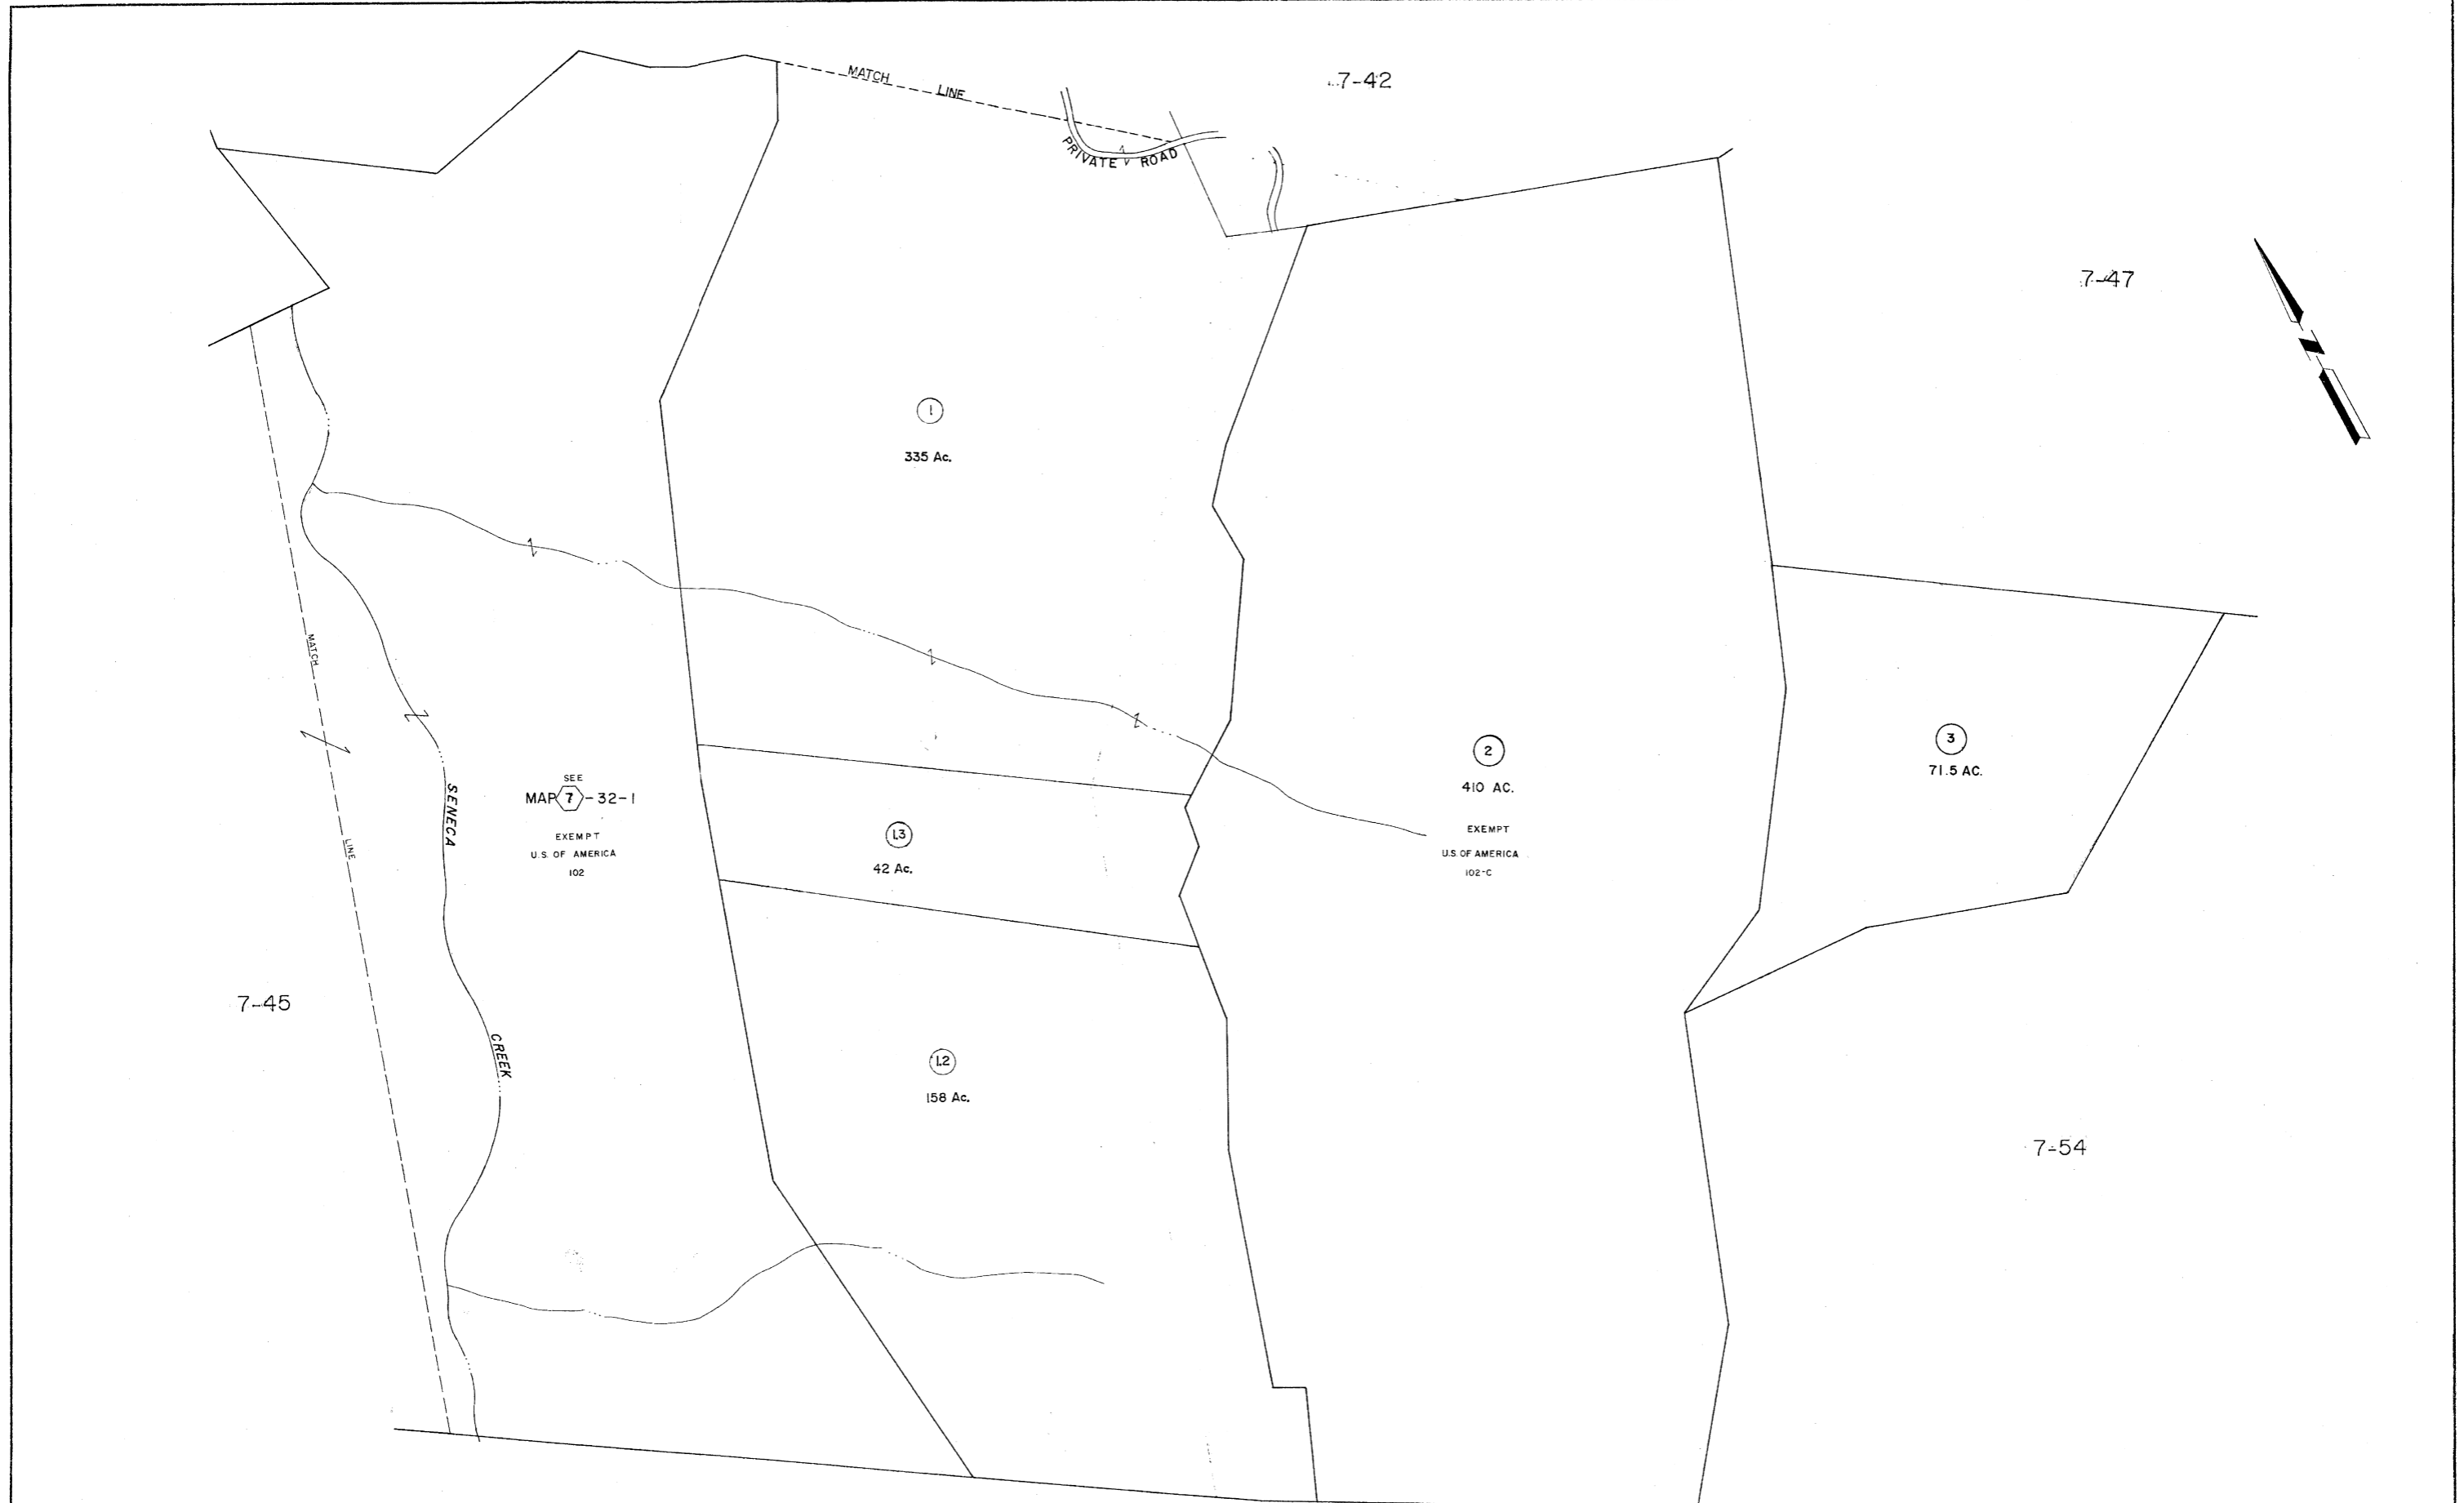 7-42
MATCH LINE
PRIVATE ROAD
7-47
1
335 Ac.
MATCH LINE
SENECA CREEK
SEE
MAP 7-32-1
EXEMPT
U.S. OF AMERICA
102
1.3
42 Ac.
2
410 AC.
EXEMPT
U.S. OF AMERICA
102-C
3
71.5 AC.
7-45
1.2
158 Ac.
7-54